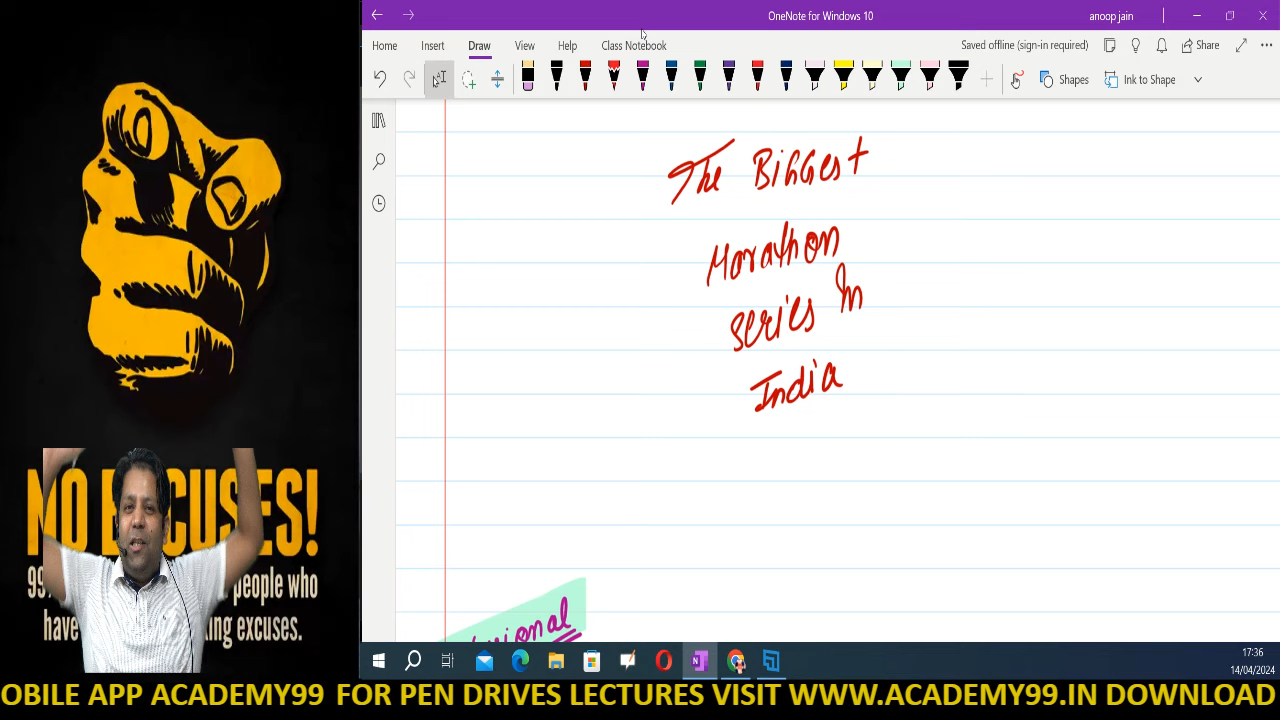 OneNote for Windows 10
anoop jain
Home Insert Draw View Help Class Notebook
Saved offline (sign-in required)
Share
Shapes
Ink to Shape
The BiGGest
Marathon
series in
India
NO E CUSES!
99 people who
have ing excuses.
17:36
14/04/2024
OBILE APP ACADEMY99 FOR PEN DRIVES LECTURES VISIT WWW.ACADEMY99.IN DOWNLOAD